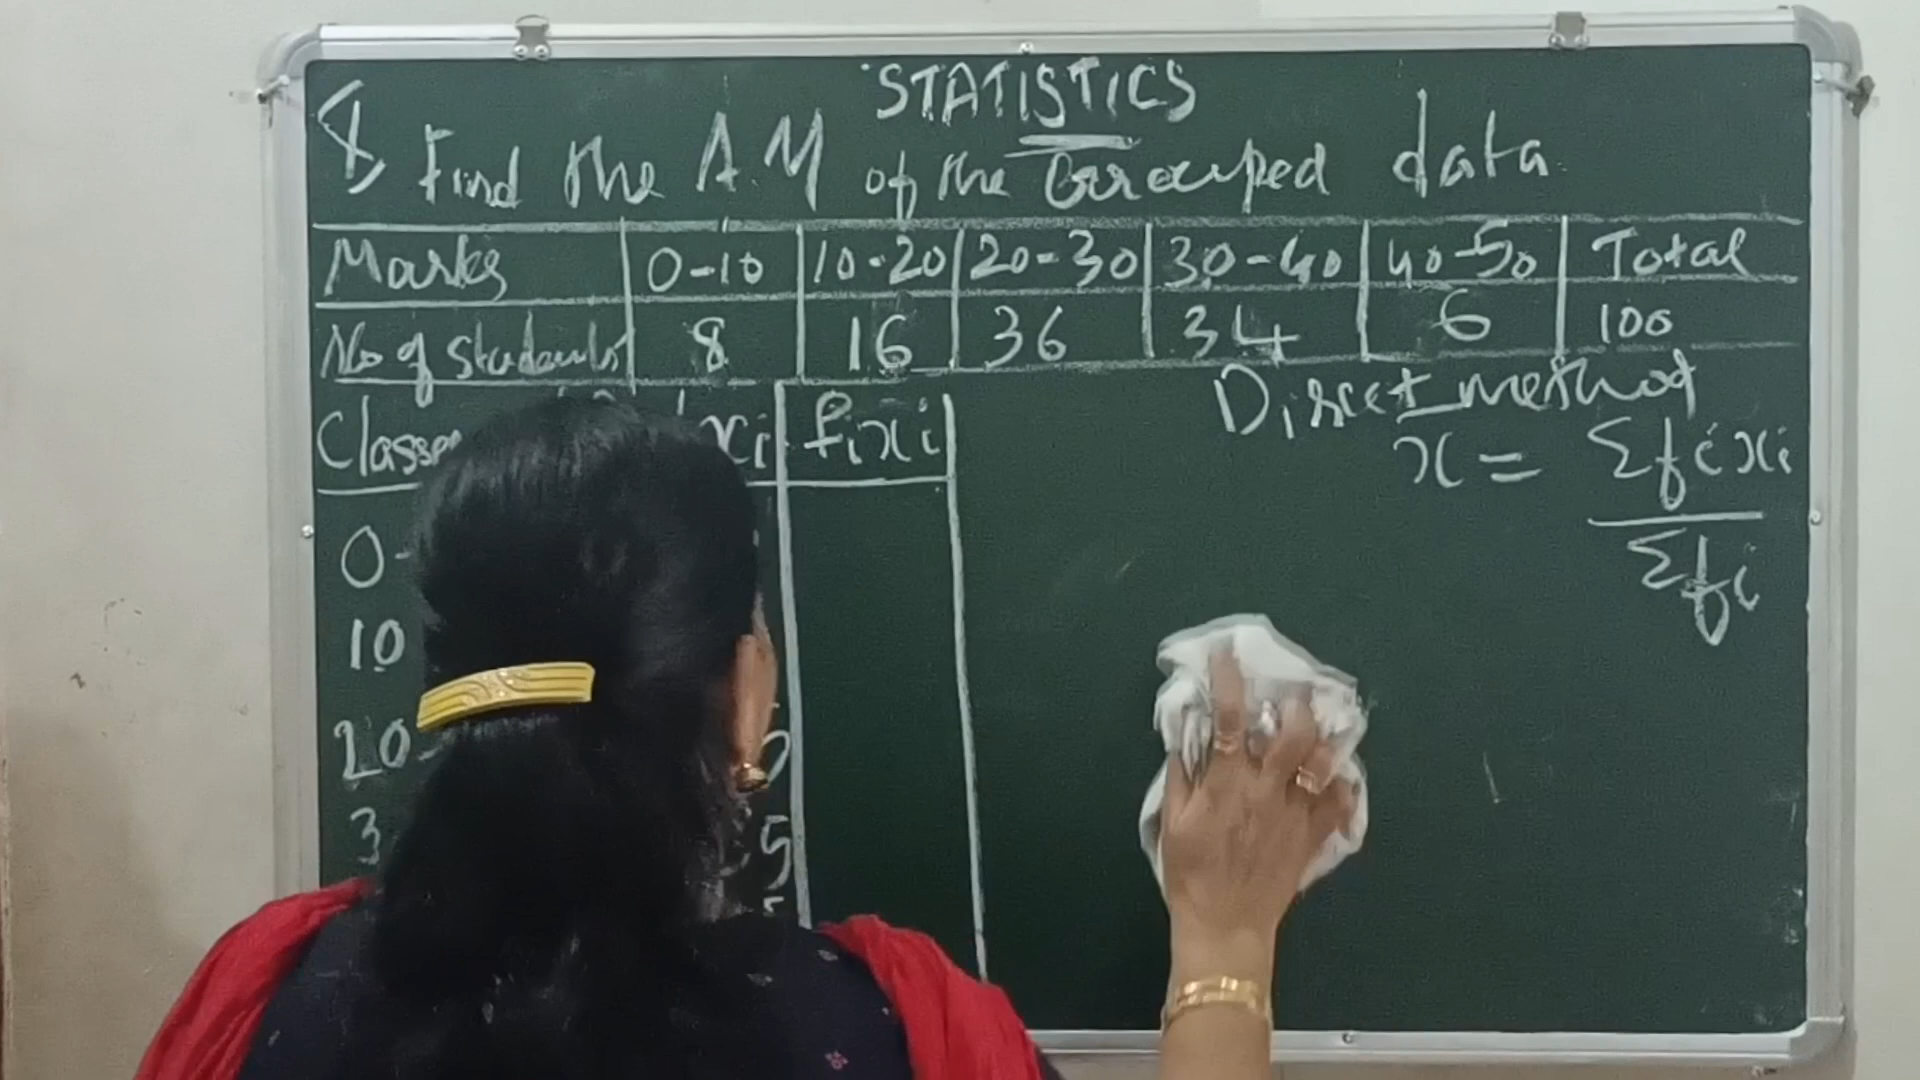 STATISTICS
Q, Find the A.M of the Grouped data.
Marks 0-10 10-20 20-30 30-40 40-50 Total
No of students 8 16 36 34 6 100
Direct method
Classe xi fixi
x = Σfixi
Σfi
0-
10
20-
3 5